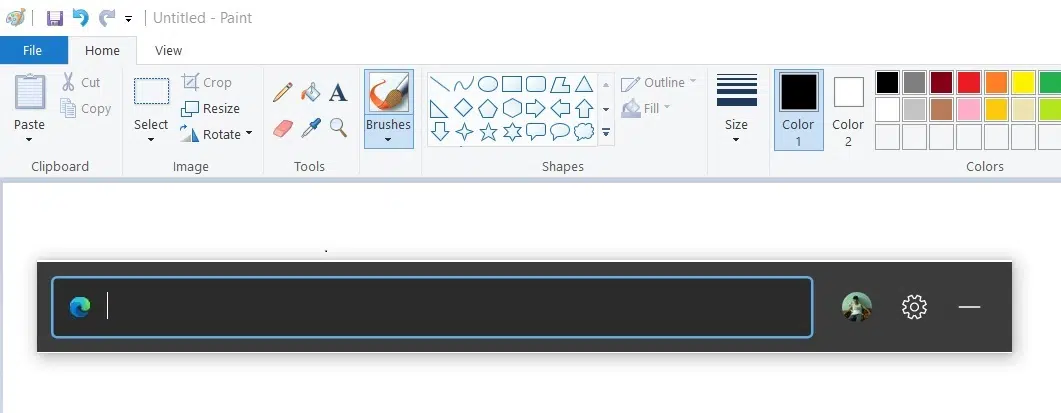 Untitled - Paint
File Home View
Paste
Cut
Copy
Clipboard
Select
Crop
Resize
Rotate
Image
A
Tools
Brushes
Outline
Fill
Shapes
Size
Color 1
Color 2
Colors